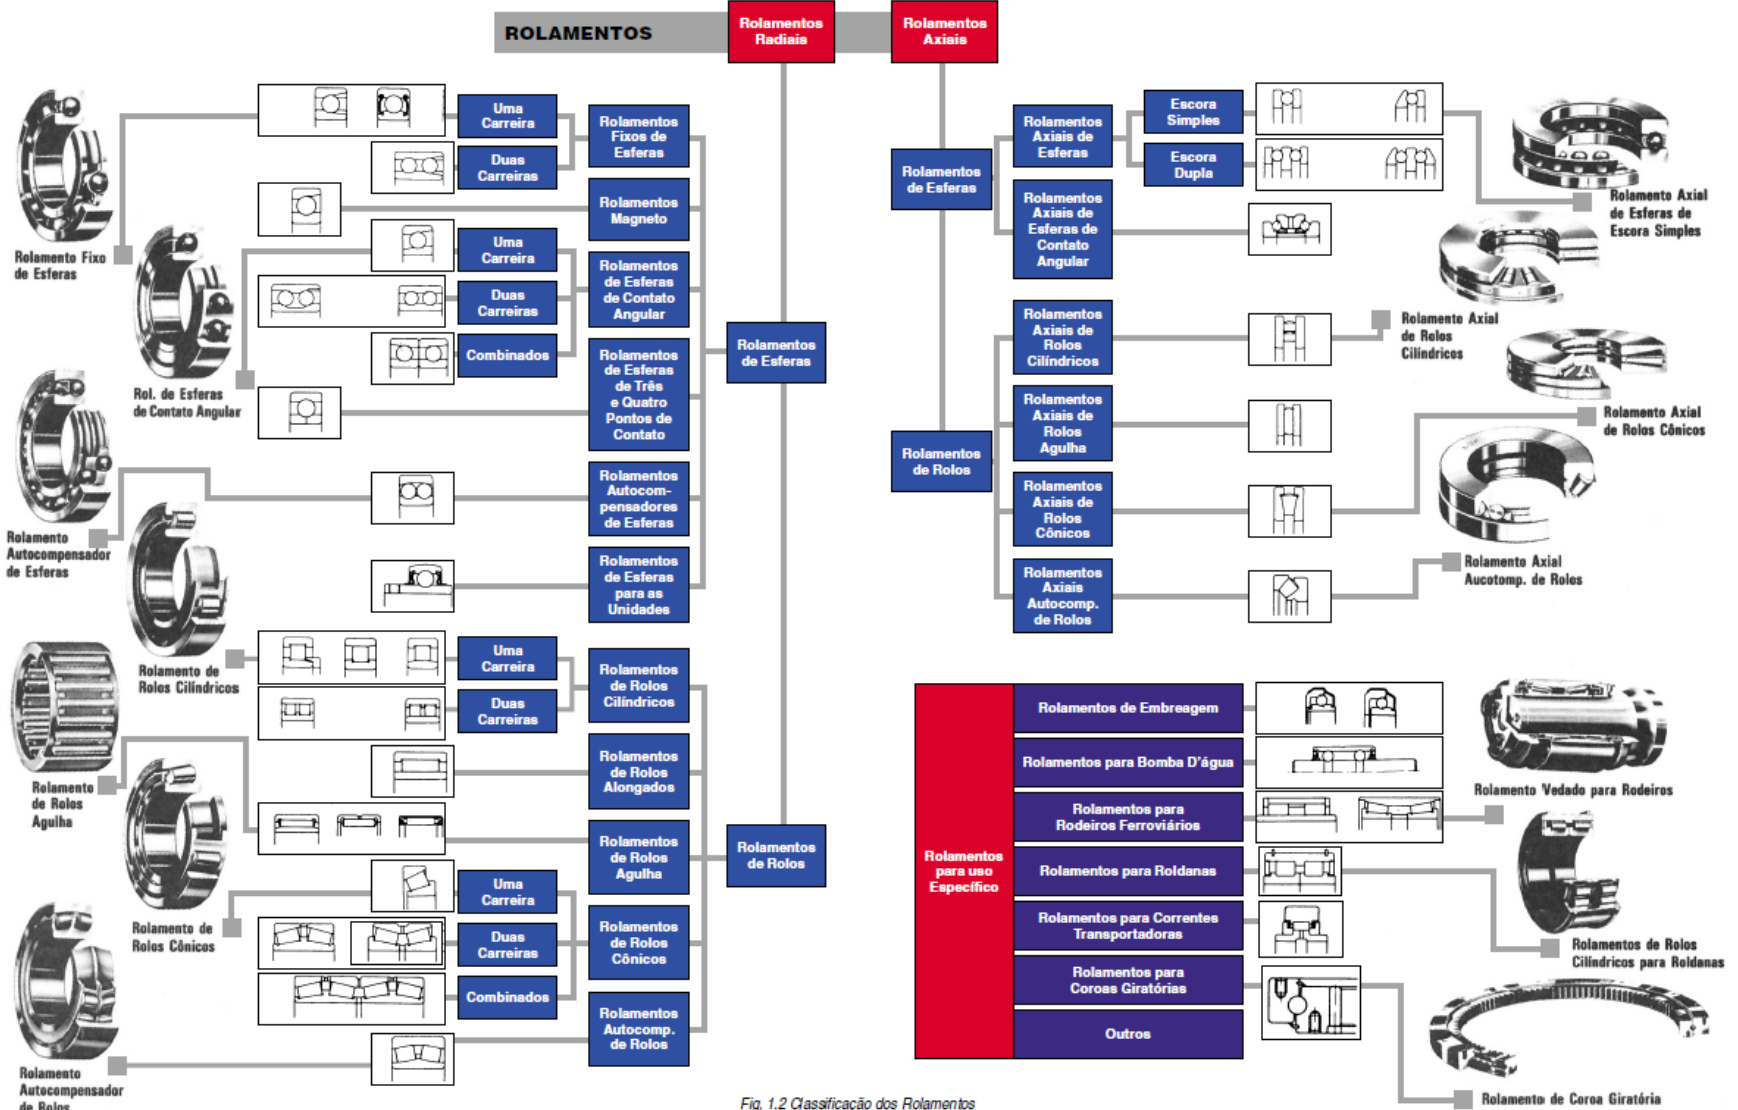 ROLAMENTOS
Rolamentos
Radiais
Rolamentos
Axiais
Uma
Carreira
Duas
Carreiras
Rolamentos
Fixos de
Esferas
Rolamentos
Magneto
Uma
Carreira
Duas
Carreiras
Combinados
Rolamentos
de Esferas
de Contato
Angular
Rolamentos
de Esferas
de Três
e Quatro
Pontos de
Contato
Rolamentos
Autocom-
pensadores
de Esferas
Rolamentos
de Esferas
para as
Unidades
Rolamentos
de Esferas
Uma
Carreira
Duas
Carreiras
Rolamentos
de Rolos
Cilíndricos
Rolamentos
de Rolos
Alongados
Rolamentos
de Rolos
Agulha
Uma
Carreira
Duas
Carreiras
Combinados
Rolamentos
de Rolos
Cônicos
Rolamentos
Autocomp.
de Rolos
Rolamentos
de Rolos
Rolamento Fixo
de Esferas
Rol. de Esferas
de Contato Angular
Rolamento
Autocompensador
de Esferas
Rolamento de
Rolos Cilíndricos
Rolamento
de Rolos
Agulha
Rolamento de
Rolos Cônicos
Rolamento
Autocompensador
de Rolos
Rolamentos
de Esferas
Rolamentos
Axiais de
Esferas
Escora
Simples
Escora
Dupla
Rolamentos
Axiais de
Esferas de
Contato
Angular
Rolamentos
de Rolos
Rolamentos
Axiais de
Rolos
Cilíndricos
Rolamentos
Axiais de
Rolos
Agulha
Rolamentos
Axiais de
Rolos
Cônicos
Rolamentos
Axiais
Autocomp.
de Rolos
Rolamento Axial
de Esferas de
Escora Simples
Rolamento Axial
de Rolos
Cilíndricos
Rolamento Axial
de Rolos Cônicos
Rolamento Axial
Aucotomp. de Rolos
Rolamentos
para uso
Específico
Rolamentos de Embreagem
Rolamentos para Bomba D'água
Rolamentos para
Rodeiros Ferroviários
Rolamentos para Roldanas
Rolamentos para Correntes
Transportadoras
Rolamentos para
Coroas Giratórias
Outros
Rolamento Vedado para Rodeiros
Rolamentos de Rolos
Cilíndricos para Roldanas
Rolamento de Coroa Giratória
Fig. 1.2 Classificação dos Rolamentos